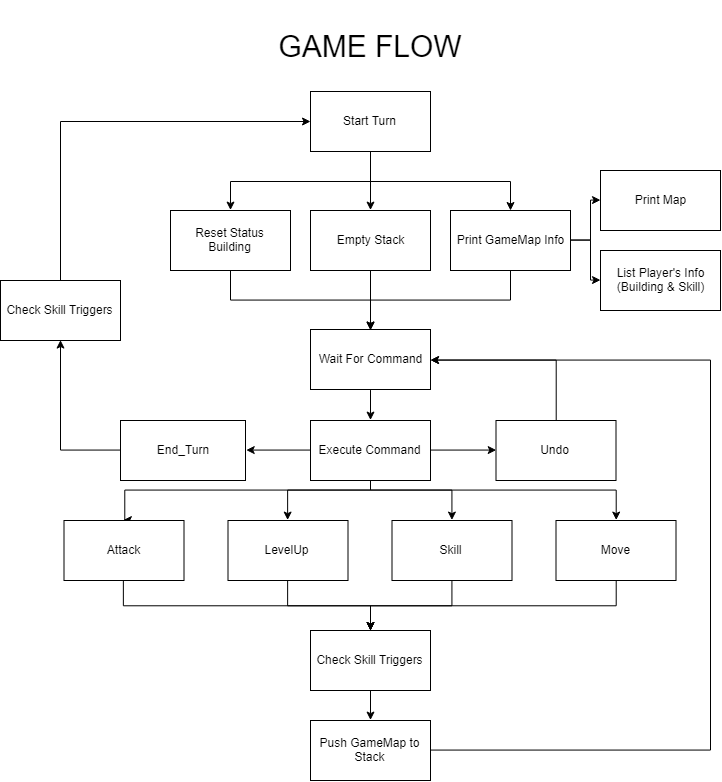 GAME FLOW
Start Turn
Print Map
Reset Status
Building
Empty Stack
Print GameMap Info
List Player's Info
(Building & Skill)
Check Skill Triggers
Wait For Command
End_Turn
Execute Command
Undo
Attack
LevelUp
Skill
Move
Check Skill Triggers
Push GameMap to
Stack